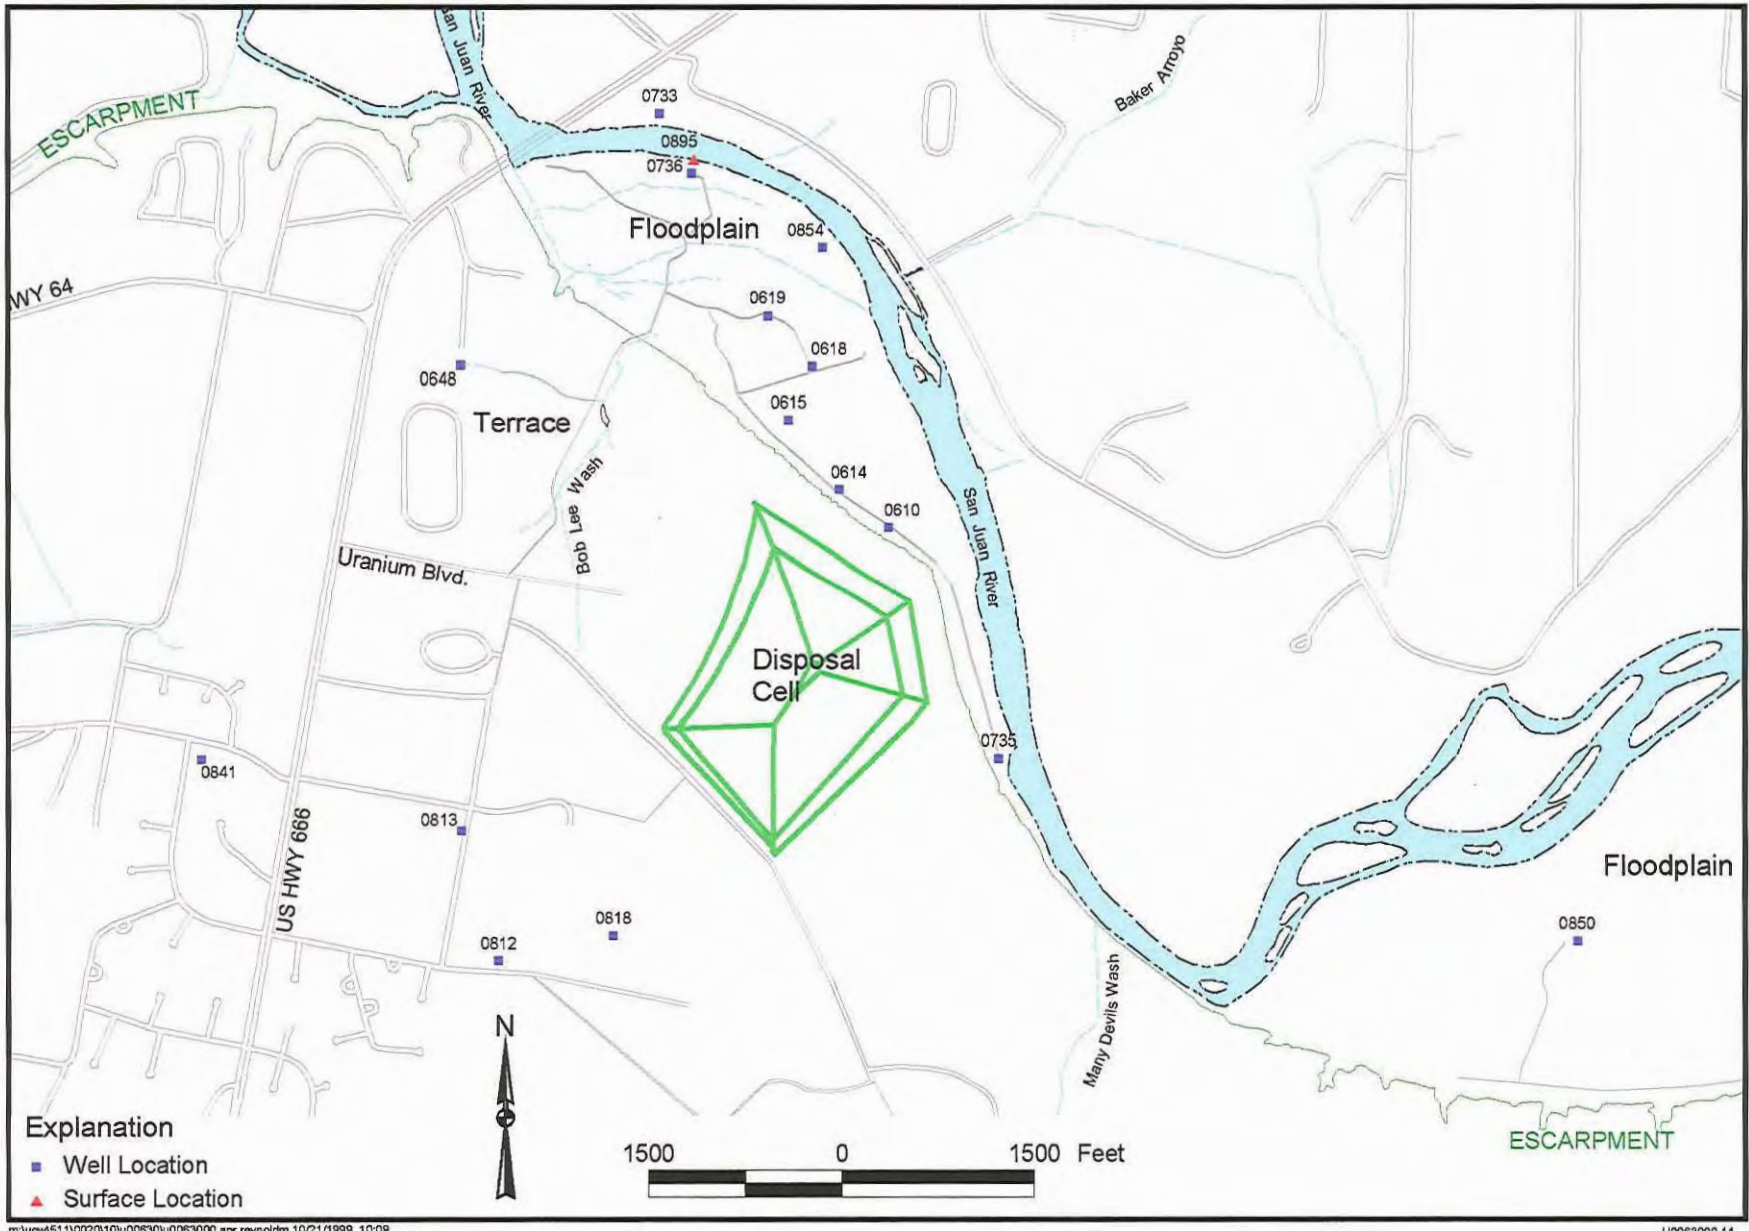 San Juan River
Baker Arroyo
ESCARPMENT
0733
0895
0736
Floodplain
0854
WY 64
0619
0618
0648
0615
Terrace
0614
0610
Bob Lee Wash
San Juan River
Uranium Blvd.
Disposal
Cell
0735
0841
0813
US HWY 666
Floodplain
0818
0850
0812
Many Devils Wash
N
Explanation
Well Location
Surface Location
1500 0 1500 Feet
ESCARPMENT